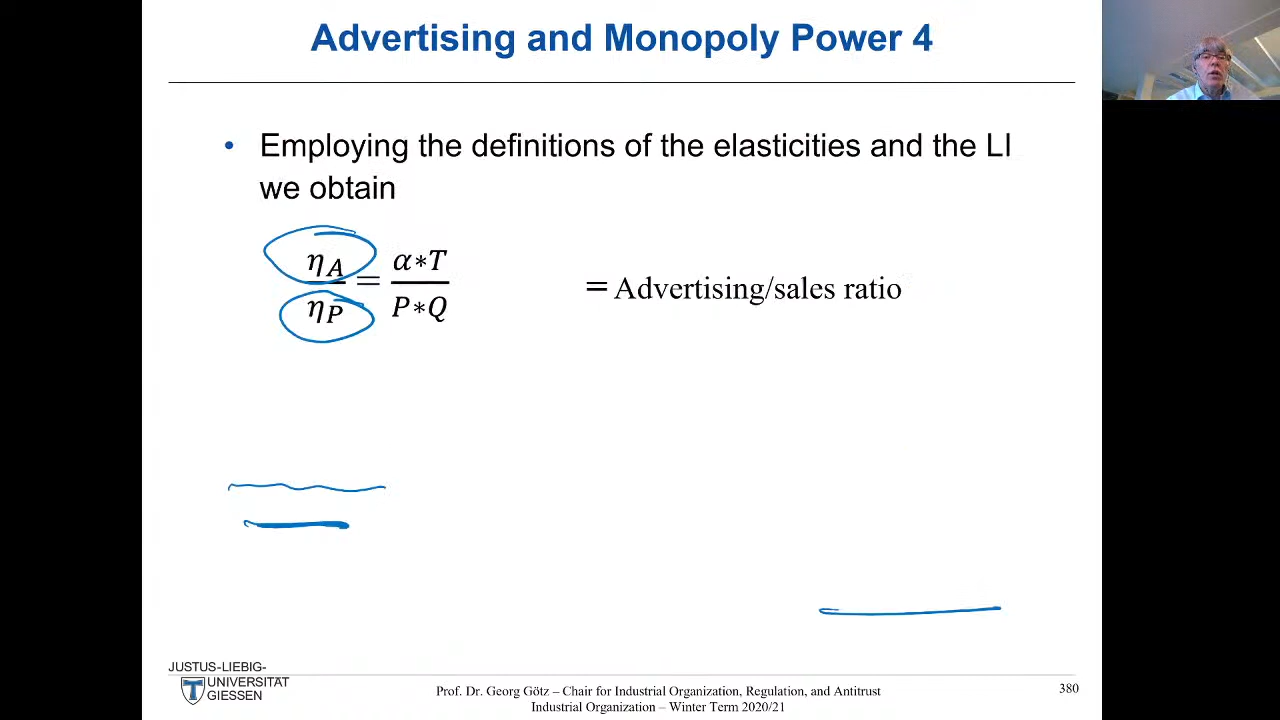 Advertising and Monopoly Power 4
• Employing the definitions of the elasticities and the LI
we obtain
η_A / η_P = α∗T / P∗Q = Advertising/sales ratio
JUSTUS-LIEBIG-
UNIVERSITÄT
GIESSEN
Prof. Dr. Georg Götz – Chair for Industrial Organization, Regulation, and Antitrust
Industrial Organization – Winter Term 2020/21
380